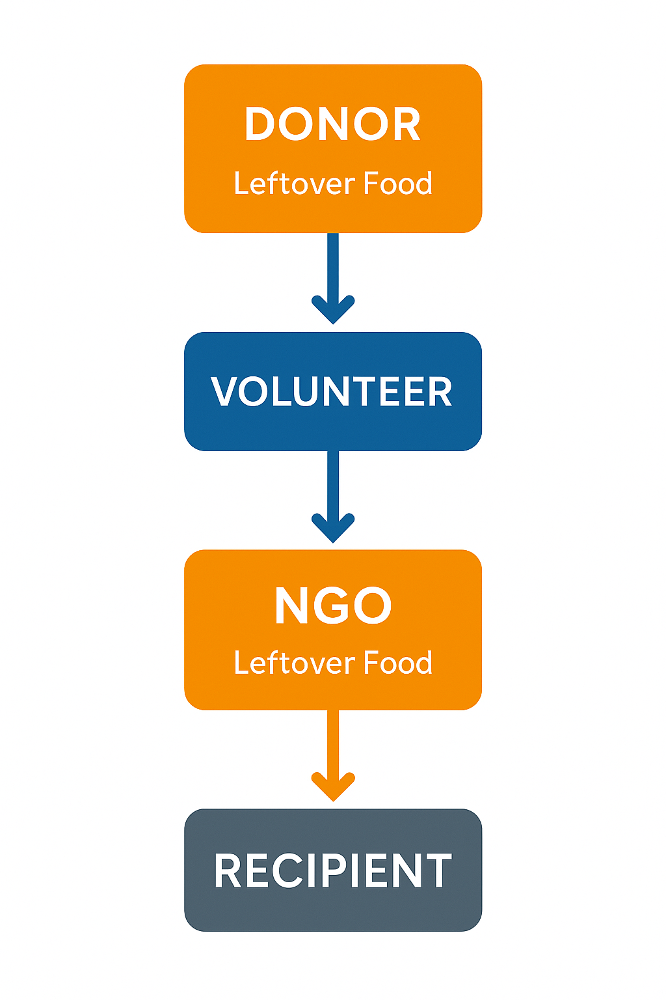 DONOR
Leftover Food
VOLUNTEER
NGO
Leftover Food
RECIPIENT